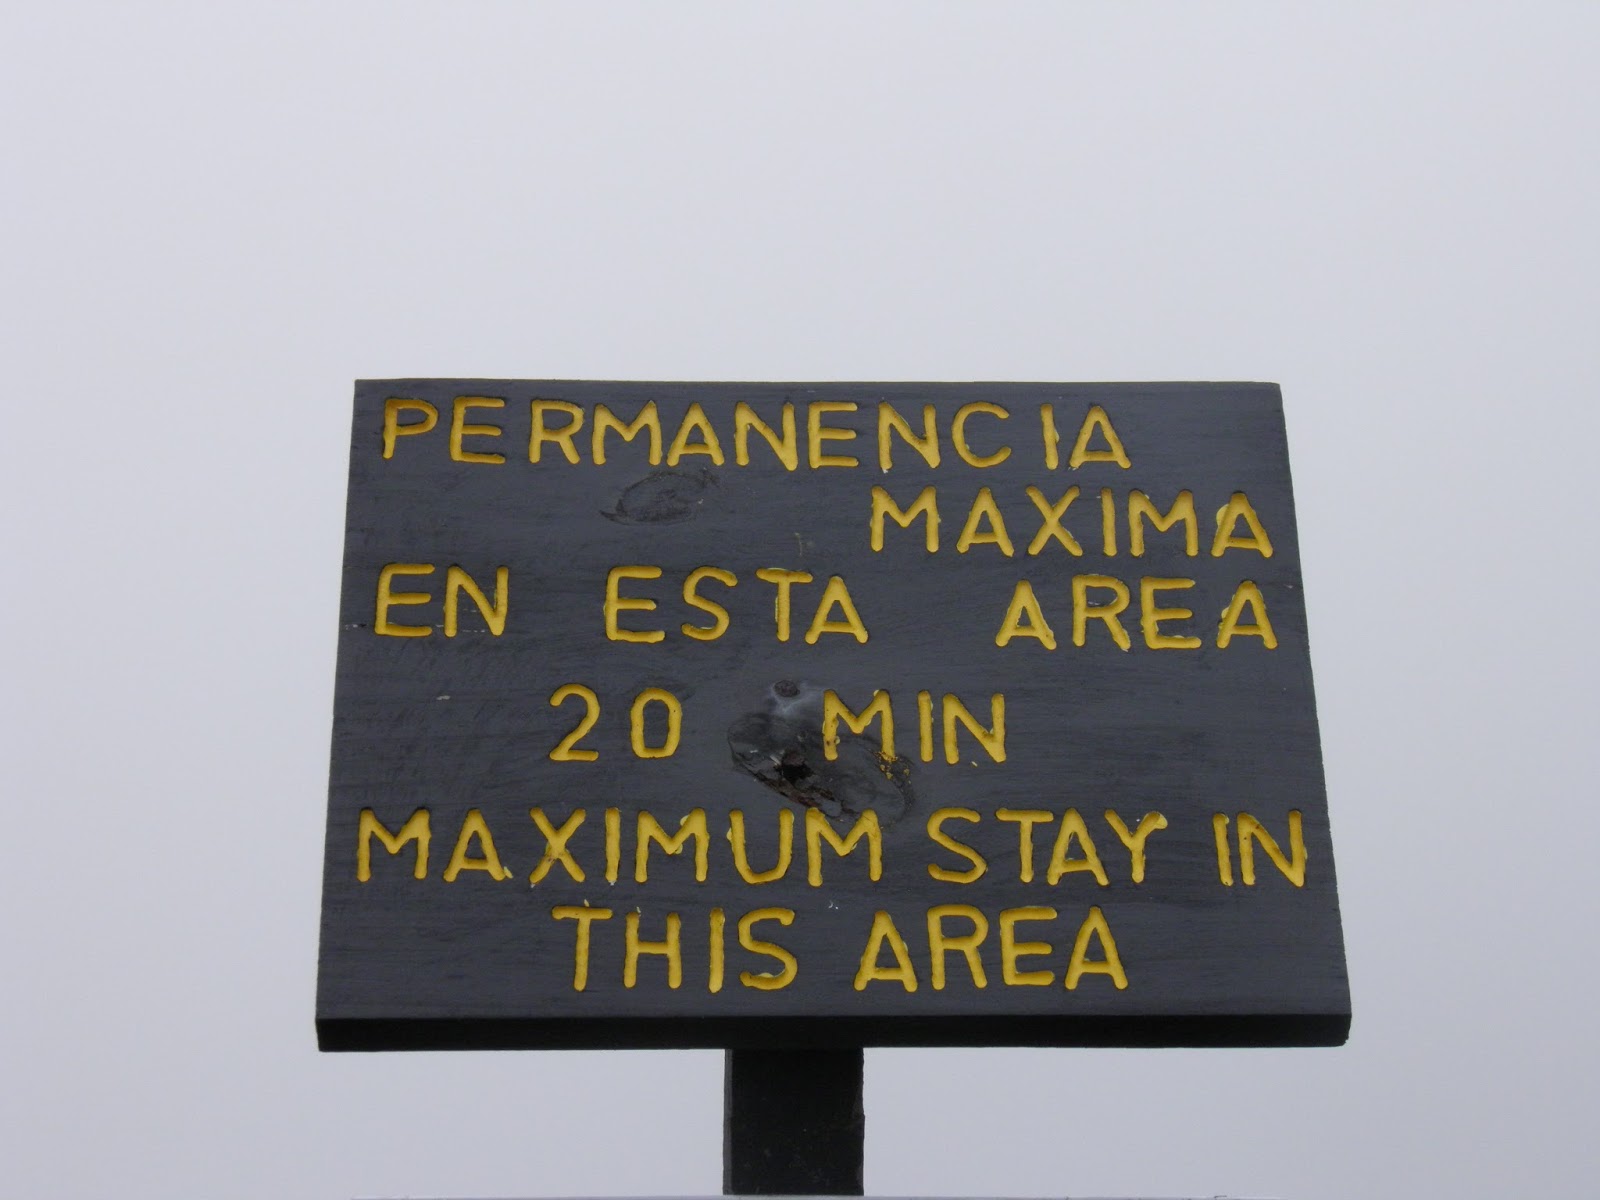 PERMANENCIA
MAXIMA
EN ESTA AREA
20 MIN
MAXIMUM STAY IN
THIS AREA